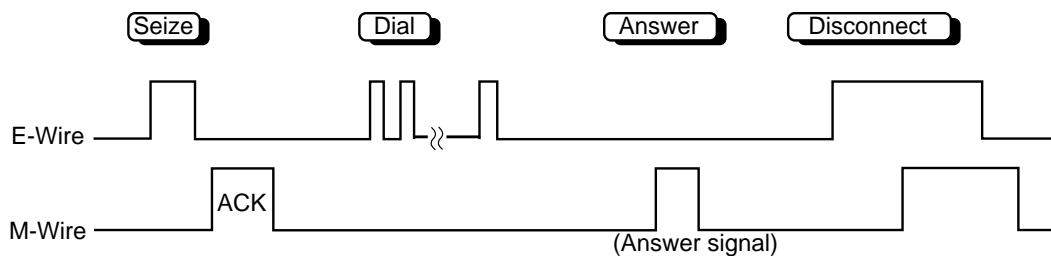 Seize
Dial
Answer
Disconnect
E-Wire
ACK
M-Wire
(Answer signal)